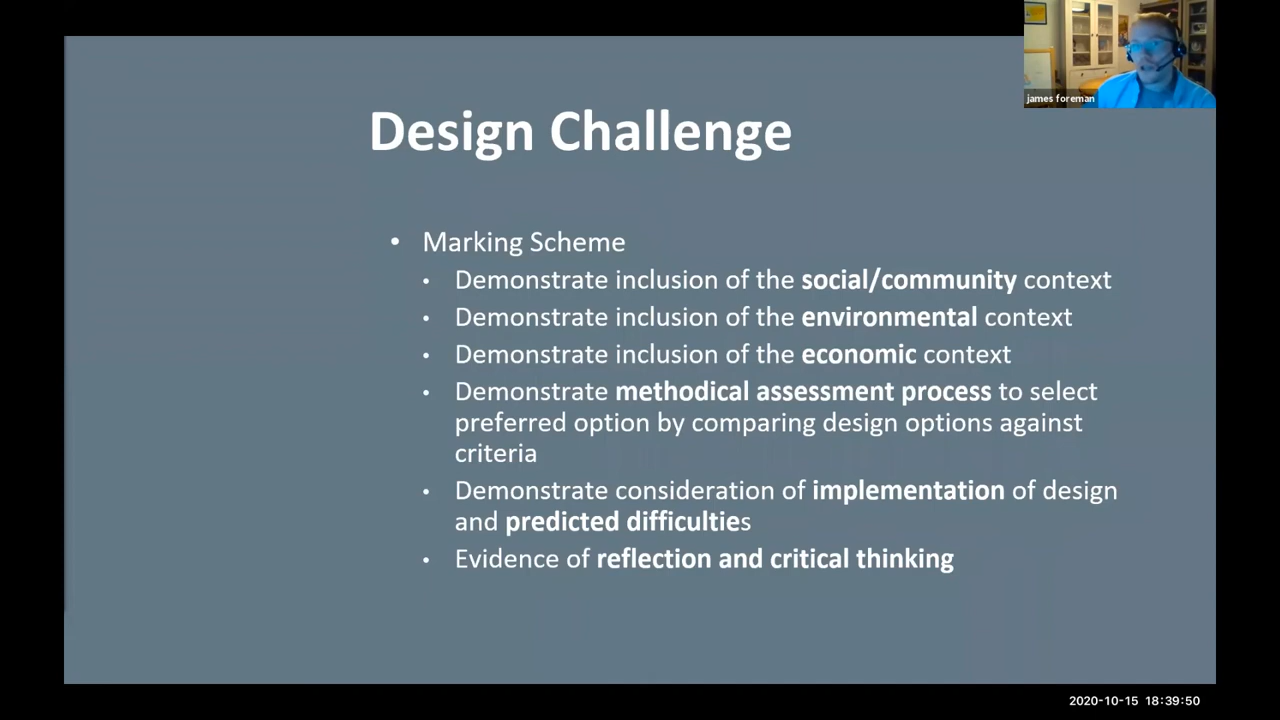 james foreman
Design Challenge
• Marking Scheme
• Demonstrate inclusion of the social/community context
• Demonstrate inclusion of the environmental context
• Demonstrate inclusion of the economic context
• Demonstrate methodical assessment process to select
preferred option by comparing design options against
criteria
• Demonstrate consideration of implementation of design
and predicted difficulties
• Evidence of reflection and critical thinking
2020-10-15 18:39:50